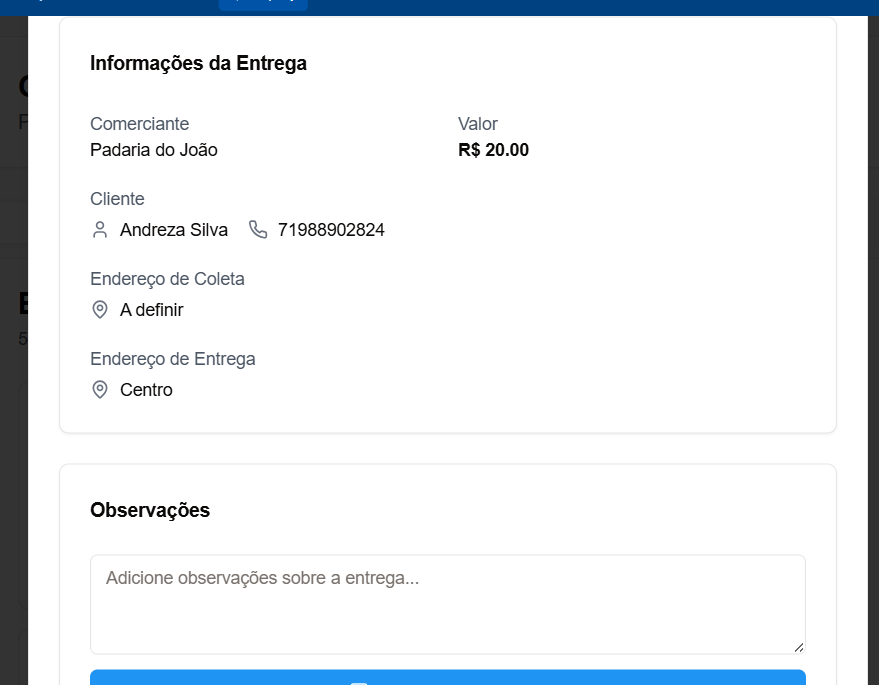 Informações da Entrega
Comerciante
Valor
Padaria do João
R$ 20.00
Cliente
Andreza Silva
71988902824
Endereço de Coleta
A definir
Endereço de Entrega
Centro
Observações
Adicione observações sobre a entrega...